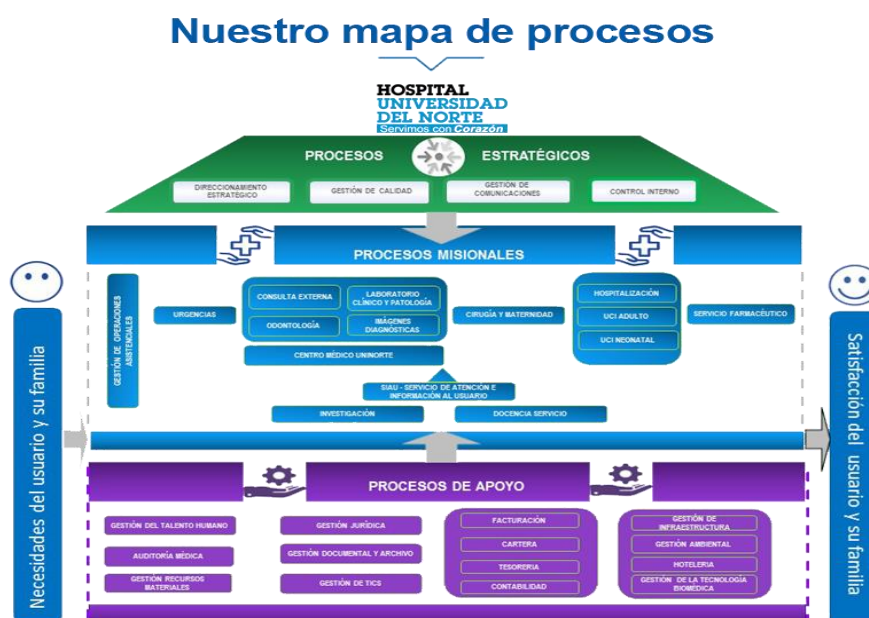 Nuestro mapa de procesos
HOSPITAL
UNIVERSIDAD
DEL NORTE
Servimos con Corazón
PROCESOS ESTRATÉGICOS
DIRECCIONAMIENTO
ESTRATÉGICO
GESTIÓN DE CALIDAD
GESTIÓN DE
COMUNICACIONES
CONTROL INTERNO
PROCESOS MISIONALES
Necesidades del usuario y su familia
GESTIÓN DE OPERACIONES
ASISTENCIALES
URGENCIAS
CONSULTA EXTERNA
LABORATORIO
CLÍNICO Y PATOLOGÍA
ODONTOLOGÍA
IMÁGENES
DIAGNÓSTICAS
CENTRO MÉDICO UNINORTE
CIRUGÍA Y MATERNIDAD
HOSPITALIZACIÓN
UCI ADULTO
UCI NEONATAL
SERVICIO FARMACÉUTICO
SIAU - SERVICIO DE ATENCIÓN E
INFORMACIÓN AL USUARIO
INVESTIGACIÓN
DOCENCIA SERVICIO
Satisfacción del usuario y su familia
PROCESOS DE APOYO
GESTIÓN DEL TALENTO HUMANO
AUDITORÍA MÉDICA
GESTIÓN RECURSOS
MATERIALES
GESTIÓN JURÍDICA
GESTIÓN DOCUMENTAL Y ARCHIVO
GESTIÓN DE TICS
FACTURACIÓN
CARTERA
TESORERIA
CONTABILIDAD
GESTIÓN DE
INFRAESTRUCTURA
GESTIÓN AMBIENTAL
HOTELERIA
GESTIÓN DE LA TECNOLOGÍA
BIOMÉDICA